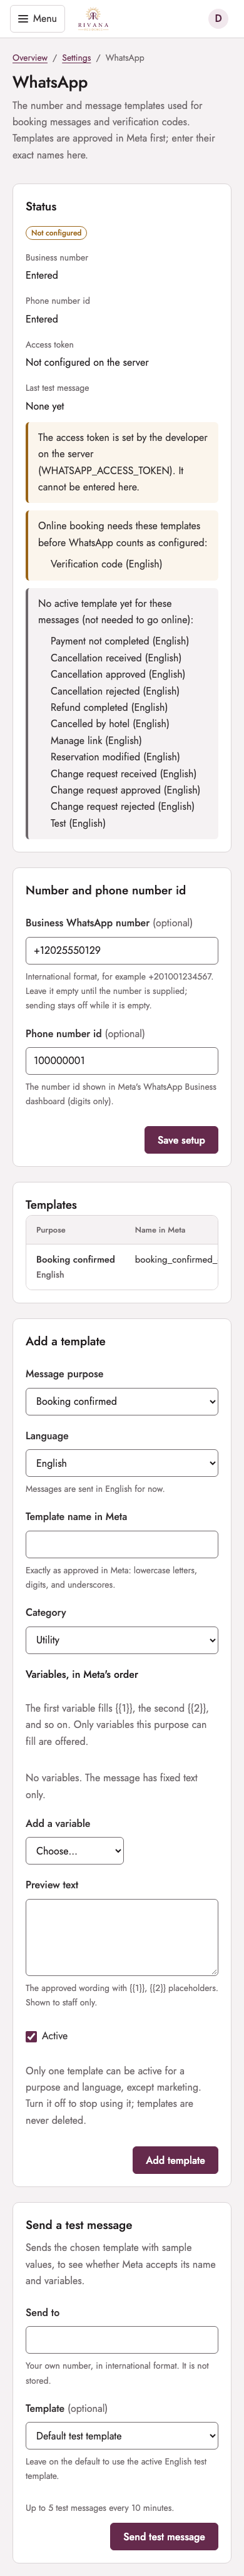 Menu
RIVANA
HOTEL
D
Overview / Settings / WhatsApp
WhatsApp
The number and message templates used for
booking messages and verification codes.
Templates are approved in Meta first; enter their
exact names here.
Status
Not configured
Business number
Entered
Phone number id
Entered
Access token
Not configured on the server
Last test message
None yet
The access token is set by the developer
on the server
(WHATSAPP_ACCESS_TOKEN). It
cannot be entered here.
Online booking needs these templates
before WhatsApp counts as configured:
Verification code (English)
No active template yet for these
messages (not needed to go online):
Payment not completed (English)
Cancellation received (English)
Cancellation approved (English)
Cancellation rejected (English)
Refund completed (English)
Cancelled by hotel (English)
Manage link (English)
Reservation modified (English)
Change request received (English)
Change request approved (English)
Change request rejected (English)
Test (English)
Number and phone number id
Business WhatsApp number (optional)
+12025550129
International format, for example +201001234567.
Leave it empty until the number is supplied;
sending stays off while it is empty.
Phone number id (optional)
100000001
The number id shown in Meta's WhatsApp Business
dashboard (digits only).
Save setup
Templates
Purpose Name in Meta
Booking confirmed booking_confirmed_
English
Add a template
Message purpose
Booking confirmed
Language
English
Messages are sent in English for now.
Template name in Meta
Exactly as approved in Meta: lowercase letters,
digits, and underscores.
Category
Utility
Variables, in Meta's order
The first variable fills {{1}}, the second {{2}},
and so on. Only variables this purpose can
fill are offered.
No variables. The message has fixed text
only.
Add a variable
Choose...
Preview text
The approved wording with {{1}}, {{2}} placeholders.
Shown to staff only.
Active
Only one template can be active for a
purpose and language, except marketing.
Turn it off to stop using it; templates are
never deleted.
Add template
Send a test message
Sends the chosen template with sample
values, to see whether Meta accepts its name
and variables.
Send to
Your own number, in international format. It is not
stored.
Template (optional)
Default test template
Leave on the default to use the active English test
template.
Up to 5 test messages every 10 minutes.
Send test message